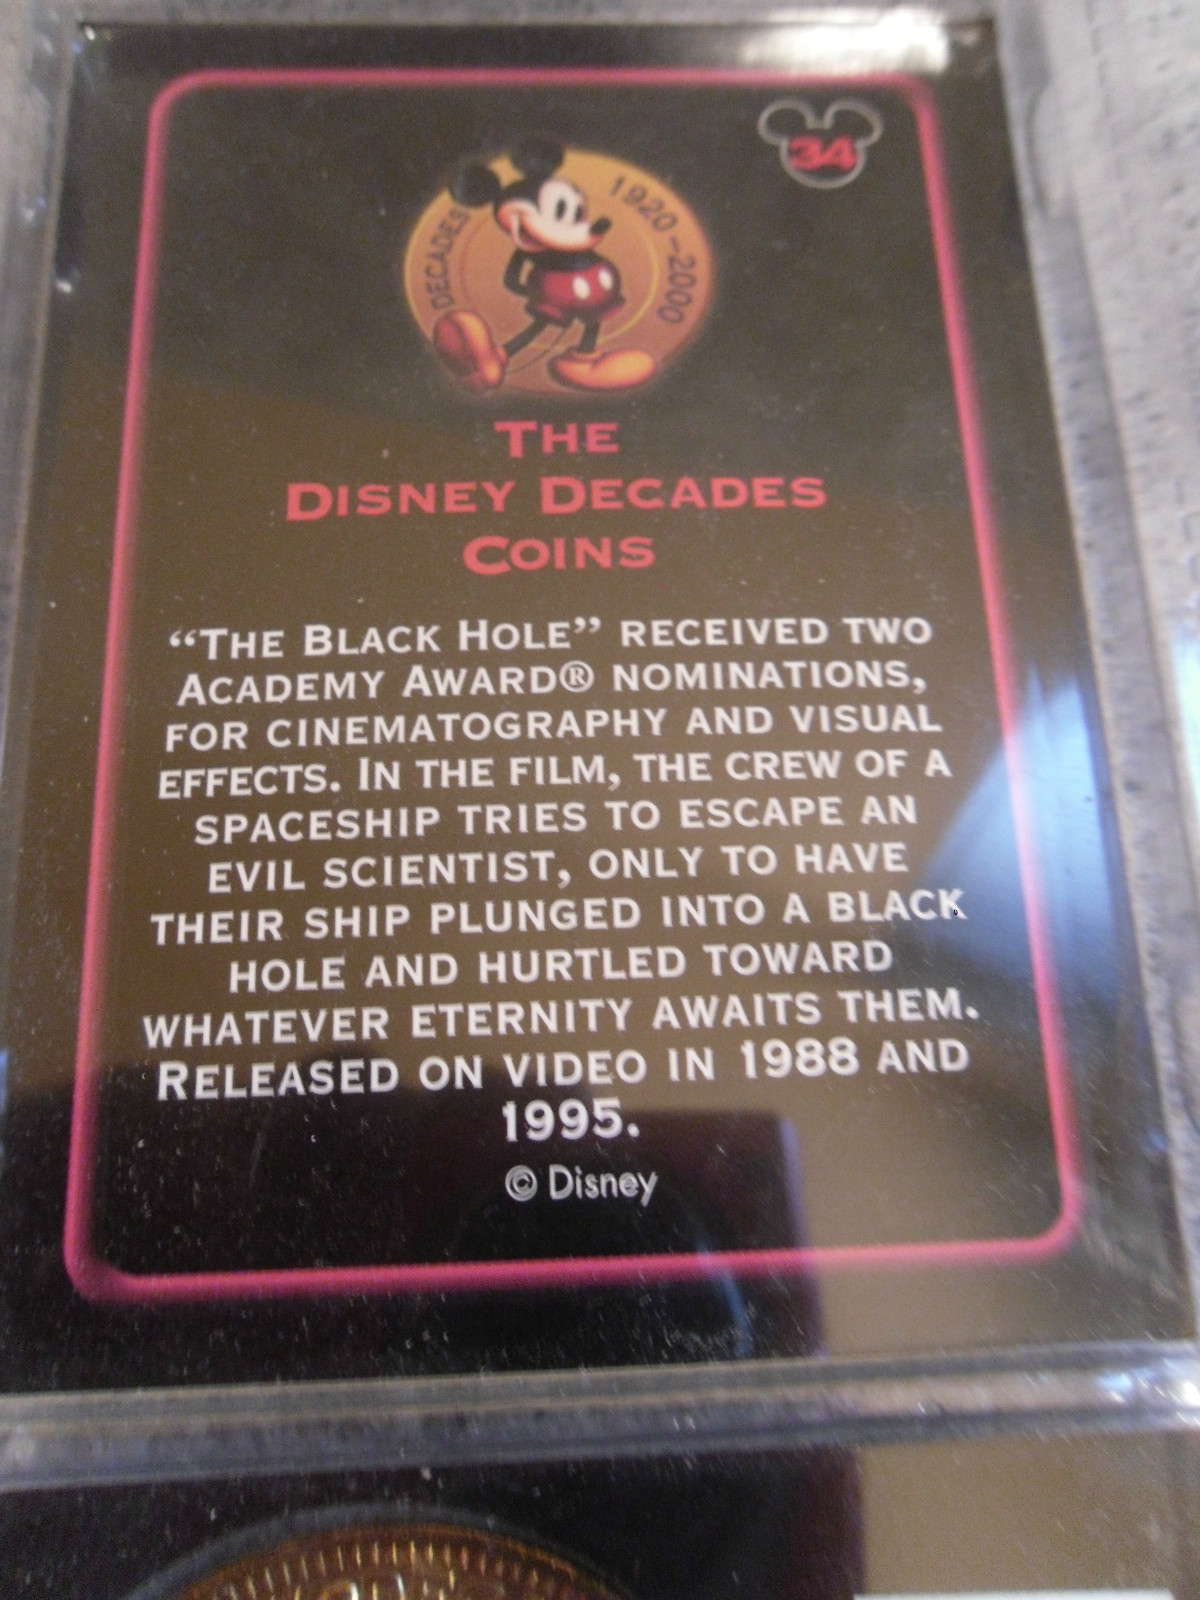 34
DECADES 1920-2000
THE
DISNEY DECADES
COINS
“THE BLACK HOLE” RECEIVED TWO
ACADEMY AWARD® NOMINATIONS,
FOR CINEMATOGRAPHY AND VISUAL
EFFECTS. IN THE FILM, THE CREW OF A
SPACESHIP TRIES TO ESCAPE AN
EVIL SCIENTIST, ONLY TO HAVE
THEIR SHIP PLUNGED INTO A BLACK
HOLE AND HURTLED TOWARD
WHATEVER ETERNITY AWAITS THEM.
RELEASED ON VIDEO IN 1988 AND
1995.
© Disney